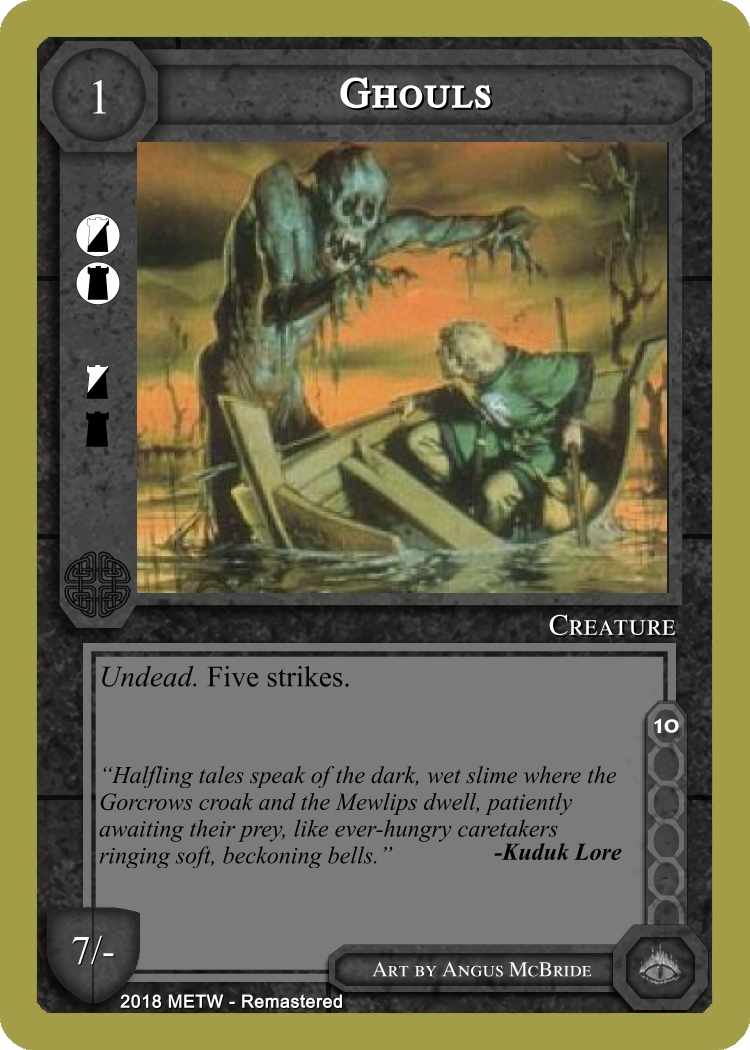 1
GHOULS
CREATURE
Undead. Five strikes.
10
“Halfling tales speak of the dark, wet slime where the
Gorcrows croak and the Mewlips dwell, patiently
awaiting their prey, like ever-hungry caretakers
ringing soft, beckoning bells.” -Kuduk Lore
7/-
ART BY ANGUS MCBRIDE
2018 METW - Remastered